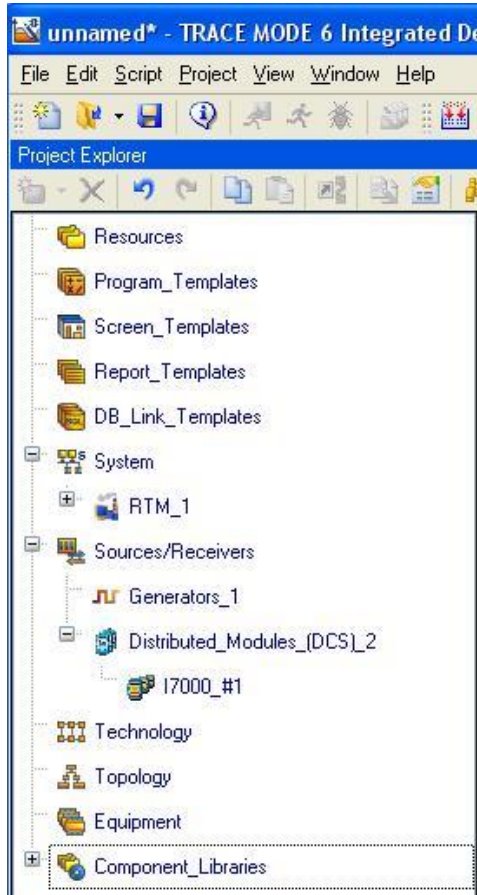 unnamed* - TRACE MODE 6 Integrated De
File Edit Script Project View Window Help
Project Explorer
Resources
Program_Templates
Screen_Templates
Report_Templates
DB_Link_Templates
System
RTM_1
Sources/Receivers
Generators_1
Distributed_Modules_(DCS)_2
I7000_#1
Technology
Topology
Equipment
Component_Libraries